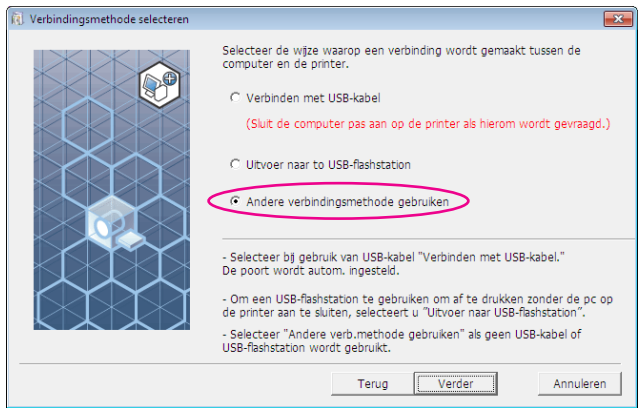 Verbindingsmethode selecteren
Selecteer de wijze waarop een verbinding wordt gemaakt tussen de
computer en de printer.
Verbinden met USB-kabel
(Sluit de computer pas aan op de printer als hierom wordt gevraagd.)
Uitvoer naar to USB-flashstation
Andere verbindingsmethode gebruiken
- Selecteer bij gebruik van USB-kabel "Verbinden met USB-kabel."
De poort wordt autom. ingesteld.
- Om een USB-flashstation te gebruiken om af te drukken zonder de pc op
de printer aan te sluiten, selecteert u "Uitvoer naar USB-flashstation".
- Selecteer "Andere verb.methode gebruiken" als geen USB-kabel of
USB-flashstation wordt gebruikt.
Terug
Verder
Annuleren